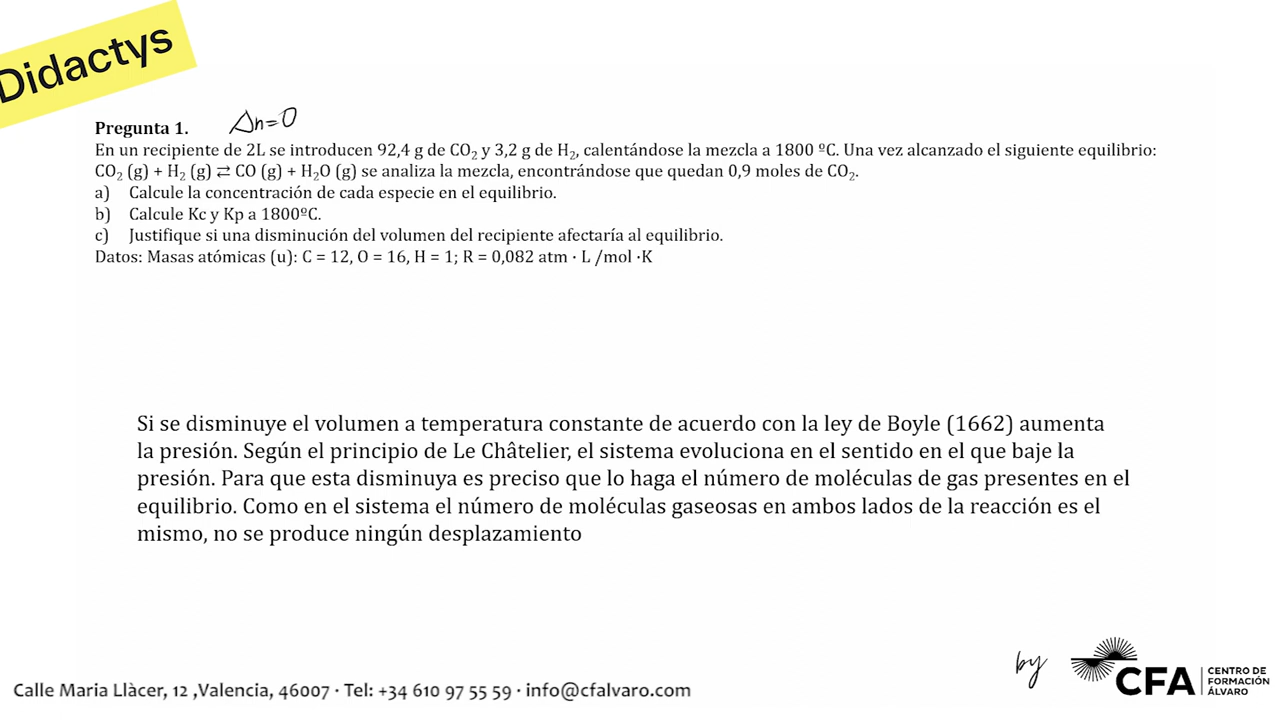 Didactys
Pregunta 1. Δn=0
En un recipiente de 2L se introducen 92,4 g de CO₂ y 3,2 g de H₂, calentándose la mezcla a 1800 ºC. Una vez alcanzado el siguiente equilibrio:
CO₂ (g) + H₂ (g) ⇄ CO (g) + H₂O (g) se analiza la mezcla, encontrándose que quedan 0,9 moles de CO₂.
a) Calcule la concentración de cada especie en el equilibrio.
b) Calcule Kc y Kp a 1800ºC.
c) Justifique si una disminución del volumen del recipiente afectaría al equilibrio.
Datos: Masas atómicas (u): C = 12, O = 16, H = 1; R = 0,082 atm · L /mol ·K
Si se disminuye el volumen a temperatura constante de acuerdo con la ley de Boyle (1662) aumenta
la presión. Según el principio de Le Châtelier, el sistema evoluciona en el sentido en el que baje la
presión. Para que esta disminuya es preciso que lo haga el número de moléculas de gas presentes en el
equilibrio. Como en el sistema el número de moléculas gaseosas en ambos lados de la reacción es el
mismo, no se produce ningún desplazamiento
by
CFA
CENTRO DE
FORMACIÓN
ÁLVARO
Calle Maria Llàcer, 12 ,Valencia, 46007 · Tel: +34 610 97 55 59 · info@cfalvaro.com